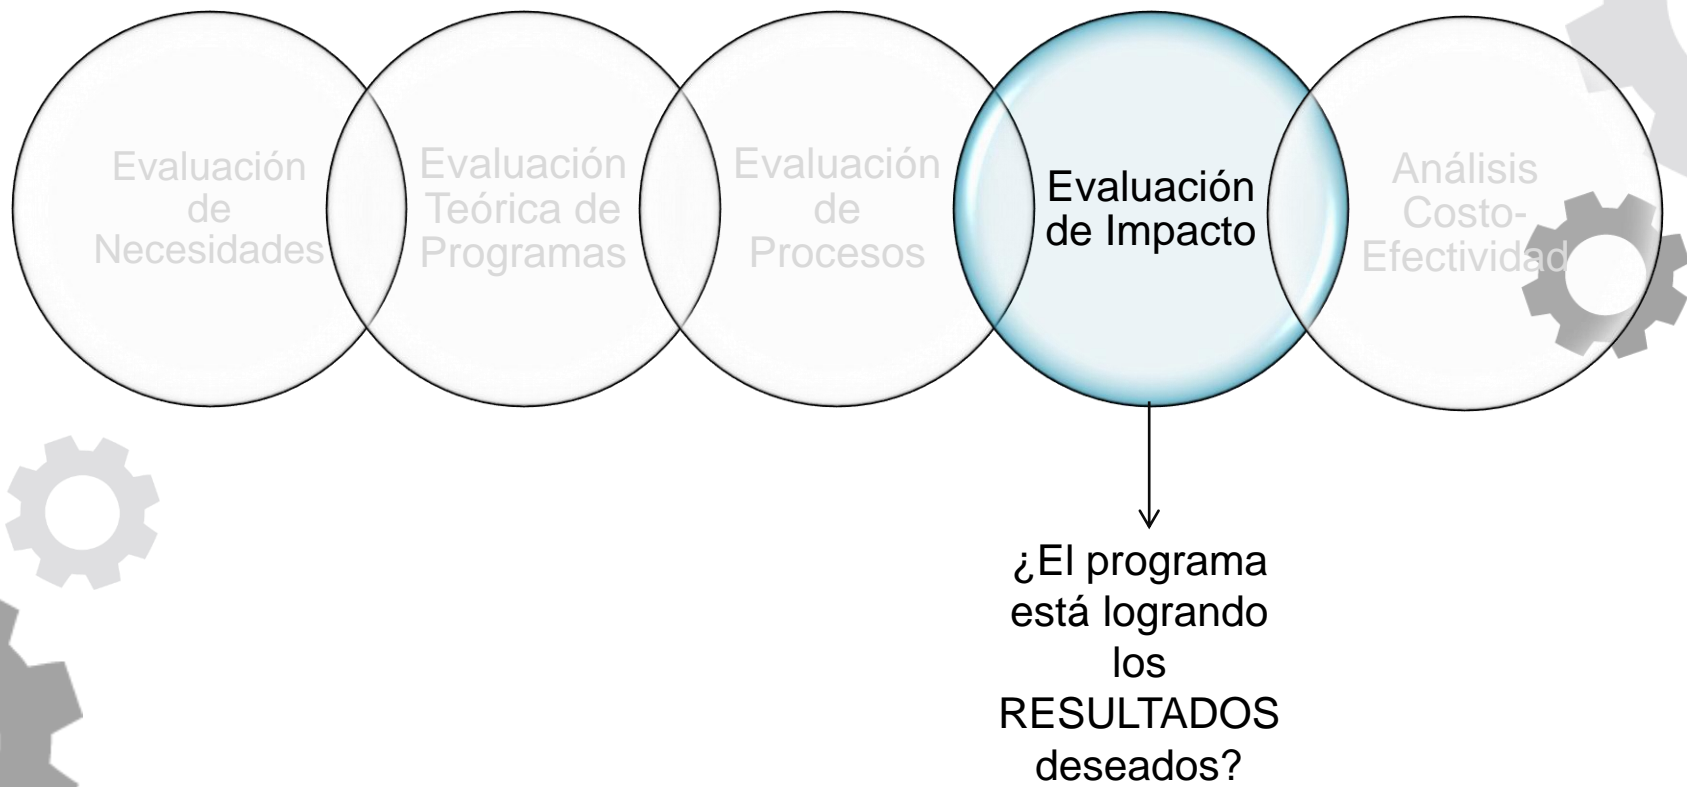 Evaluación
de
Necesidades
Evaluación
Teórica de
Programas
Evaluación
de
Procesos
Evaluación
de Impacto
Análisis
Costo-
Efectividad
¿El programa
está logrando
los
RESULTADOS
deseados?